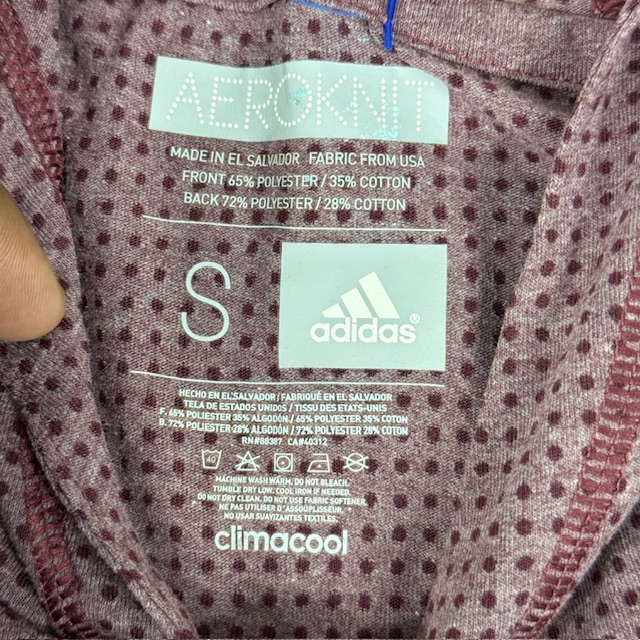 AEROKNIT
MADE IN EL SALVADOR FABRIC FROM USA
FRONT 65% POLYESTER / 35% COTTON
BACK 72% POLYESTER / 28% COTTON
S
adidas®
HECHO EN EL SALVADOR / FABRIQUÉ EN EL SALVADOR
TELA DE ESTADOS UNIDOS / TISSU DES ETATS-UNIS
F. 65% POLIESTER 35% ALGODÓN / 65% POLYESTER 35% COTON
B. 72% POLIESTER 28% ALGODÓN / 72% POLYESTER 28% COTON
RN#88387 CA#40312
40
MACHINE WASH WARM. DO NOT BLEACH.
TUMBLE DRY LOW. COOL IRON IF NEEDED.
DO NOT DRY CLEAN. DO NOT USE FABRIC SOFTENER.
NE PAS UTILISER D'ASSOUPLISSEUR.
NO USAR SUAVIZANTES TEXTILES.
climacool